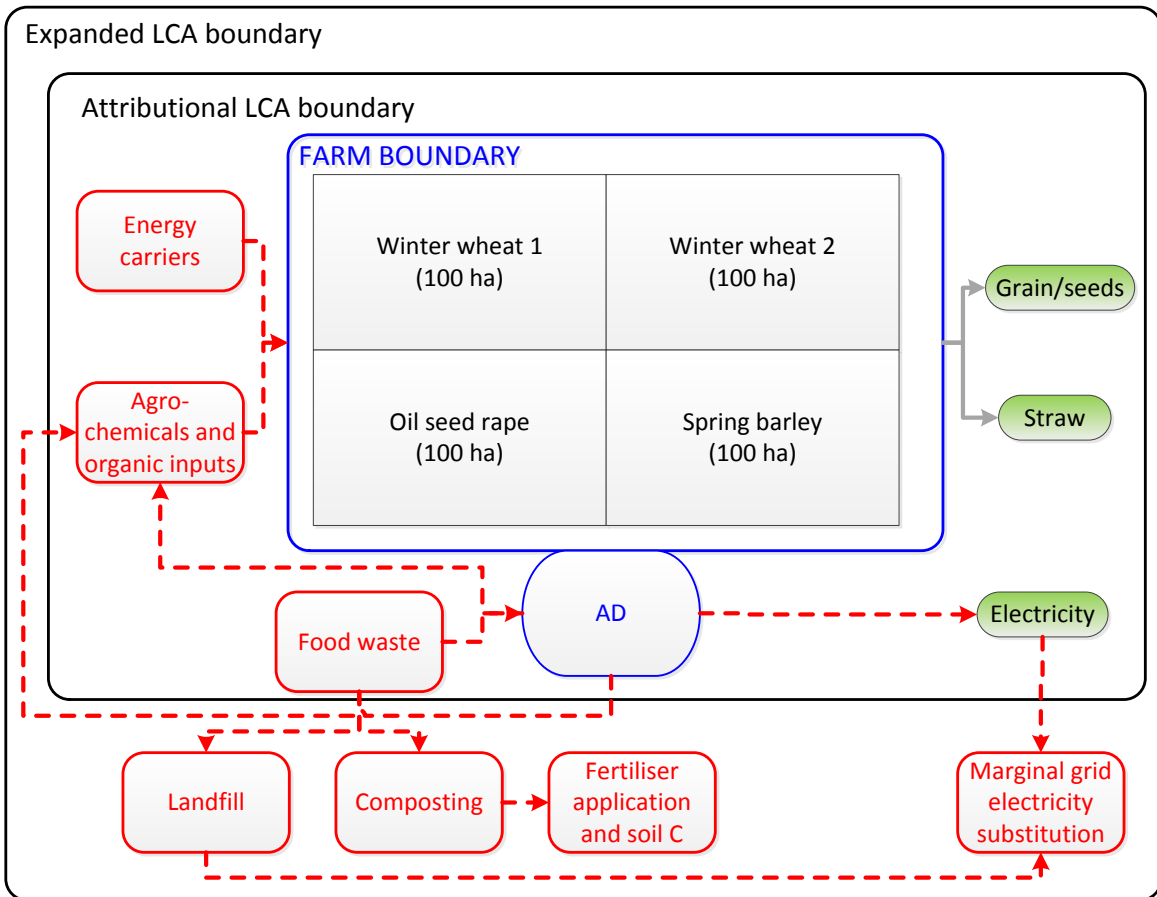 Expanded LCA boundary
Attributional LCA boundary
FARM BOUNDARY
Energy
carriers
Winter wheat 1
(100 ha)
Winter wheat 2
(100 ha)
Grain/seeds
Agro-
chemicals and
organic inputs
Oil seed rape
(100 ha)
Spring barley
(100 ha)
Straw
Food waste
AD
Electricity
Landfill
Composting
Fertiliser
application
and soil C
Marginal grid
electricity
substitution